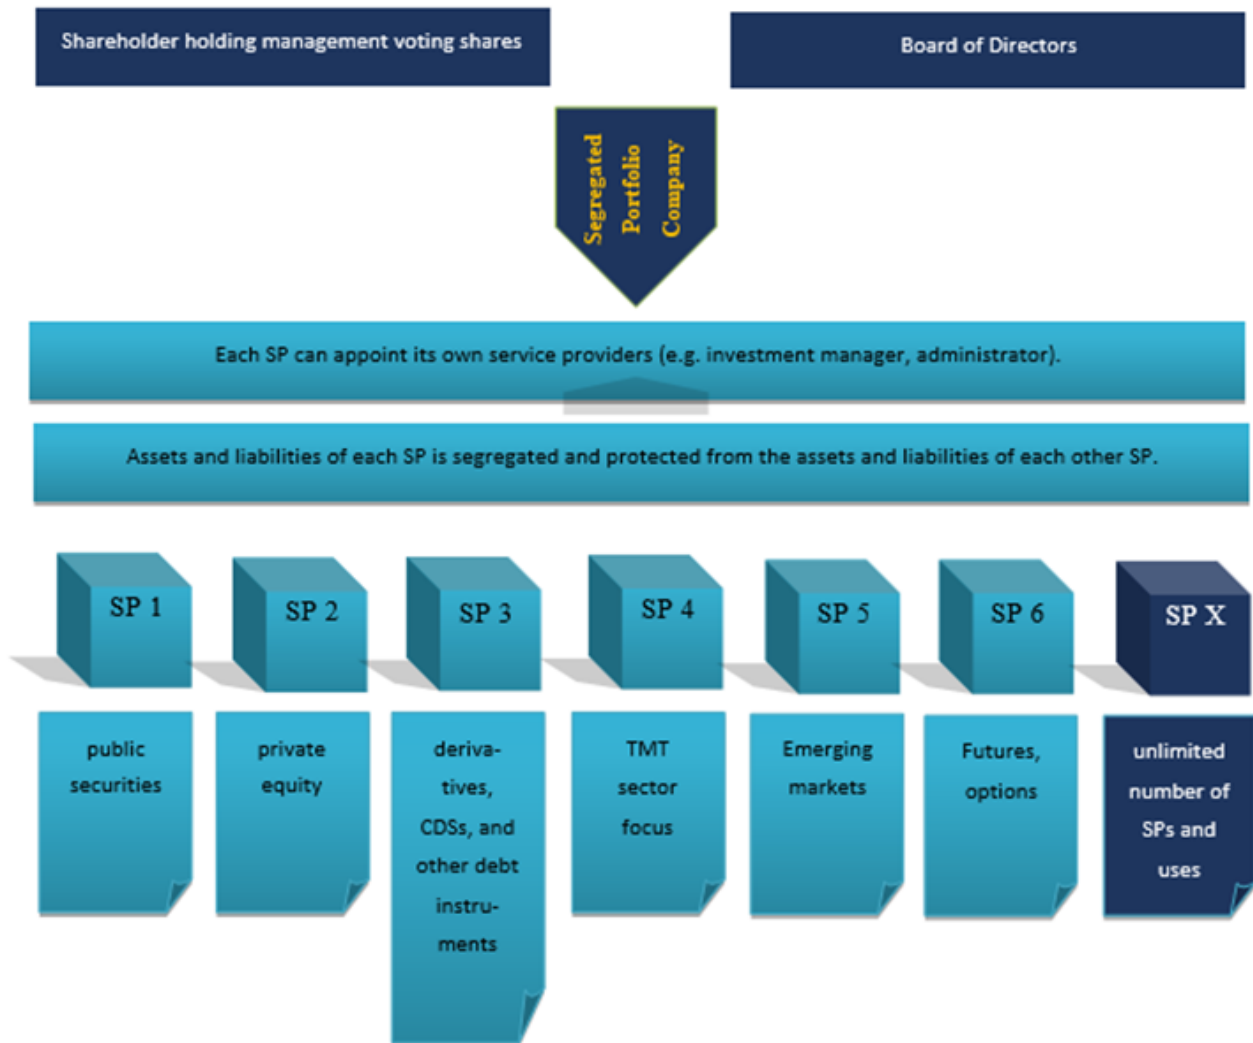 Shareholder holding management voting shares
Board of Directors
Segregated
Portfolio
Company
Each SP can appoint its own service providers (e.g. investment manager, administrator).
Assets and liabilities of each SP is segregated and protected from the assets and liabilities of each other SP.
SP 1
SP 2
SP 3
SP 4
SP 5
SP 6
SP X
public
securities
private
equity
deriva-
tives,
CDSs, and
other debt
instru-
ments
TMT
sector
focus
Emerging
markets
Futures,
options
unlimited
number of
SPs and
uses